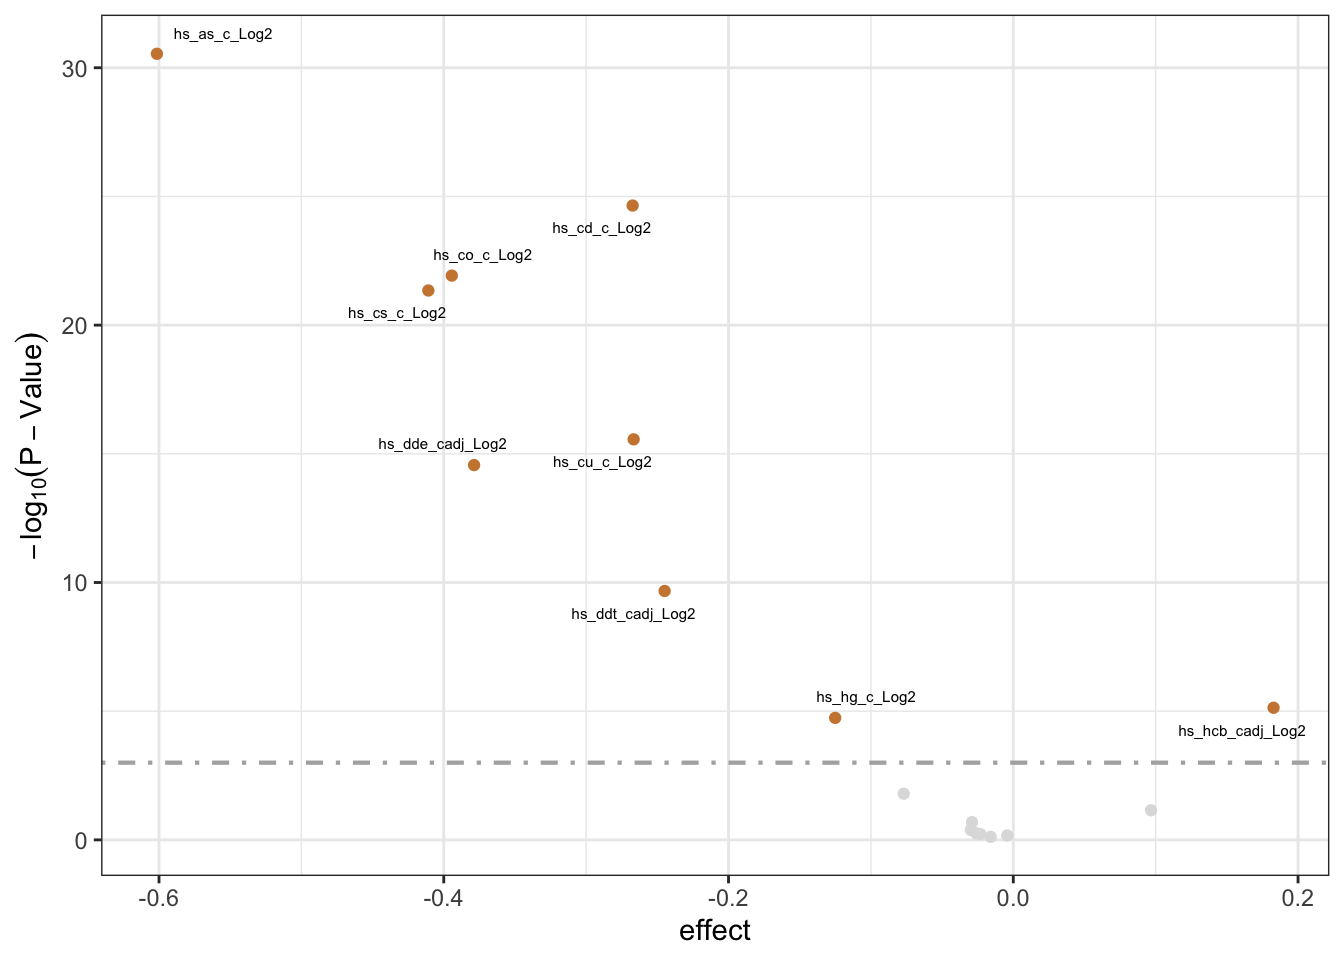 hs_as_c_Log2
30
hs_cd_c_Log2
hs_co_c_Log2
hs_cs_c_Log2
20
hs_dde_cadj_Log2
hs_cu_c_Log2
10
hs_ddt_cadj_Log2
hs_hg_c_Log2
hs_hcb_cadj_Log2
0
-0.6 -0.4 -0.2 0.0 0.2
effect
−log10(P − Value)